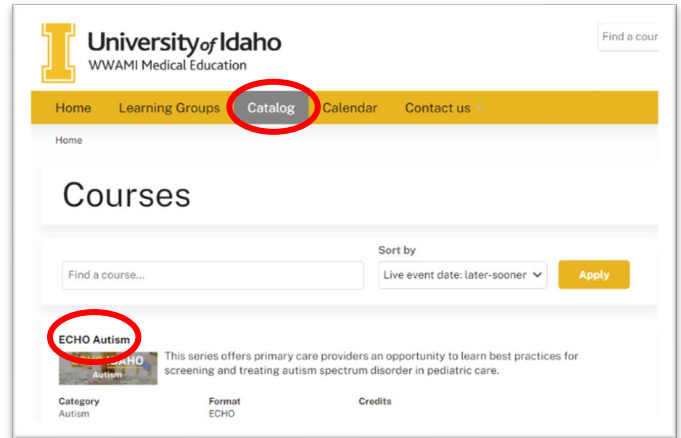 University of Idaho
WWAMI Medical Education
Find a cour
Home Learning Groups Catalog Calendar Contact us
Home
Courses
Sort by
Find a course...
Live event date: later-sooner
Apply
ECHO Autism
This series offers primary care providers an opportunity to learn best practices for
screening and treating autism spectrum disorder in pediatric care.
IDAHO
Autism
Category Format Credits
Autism ECHO